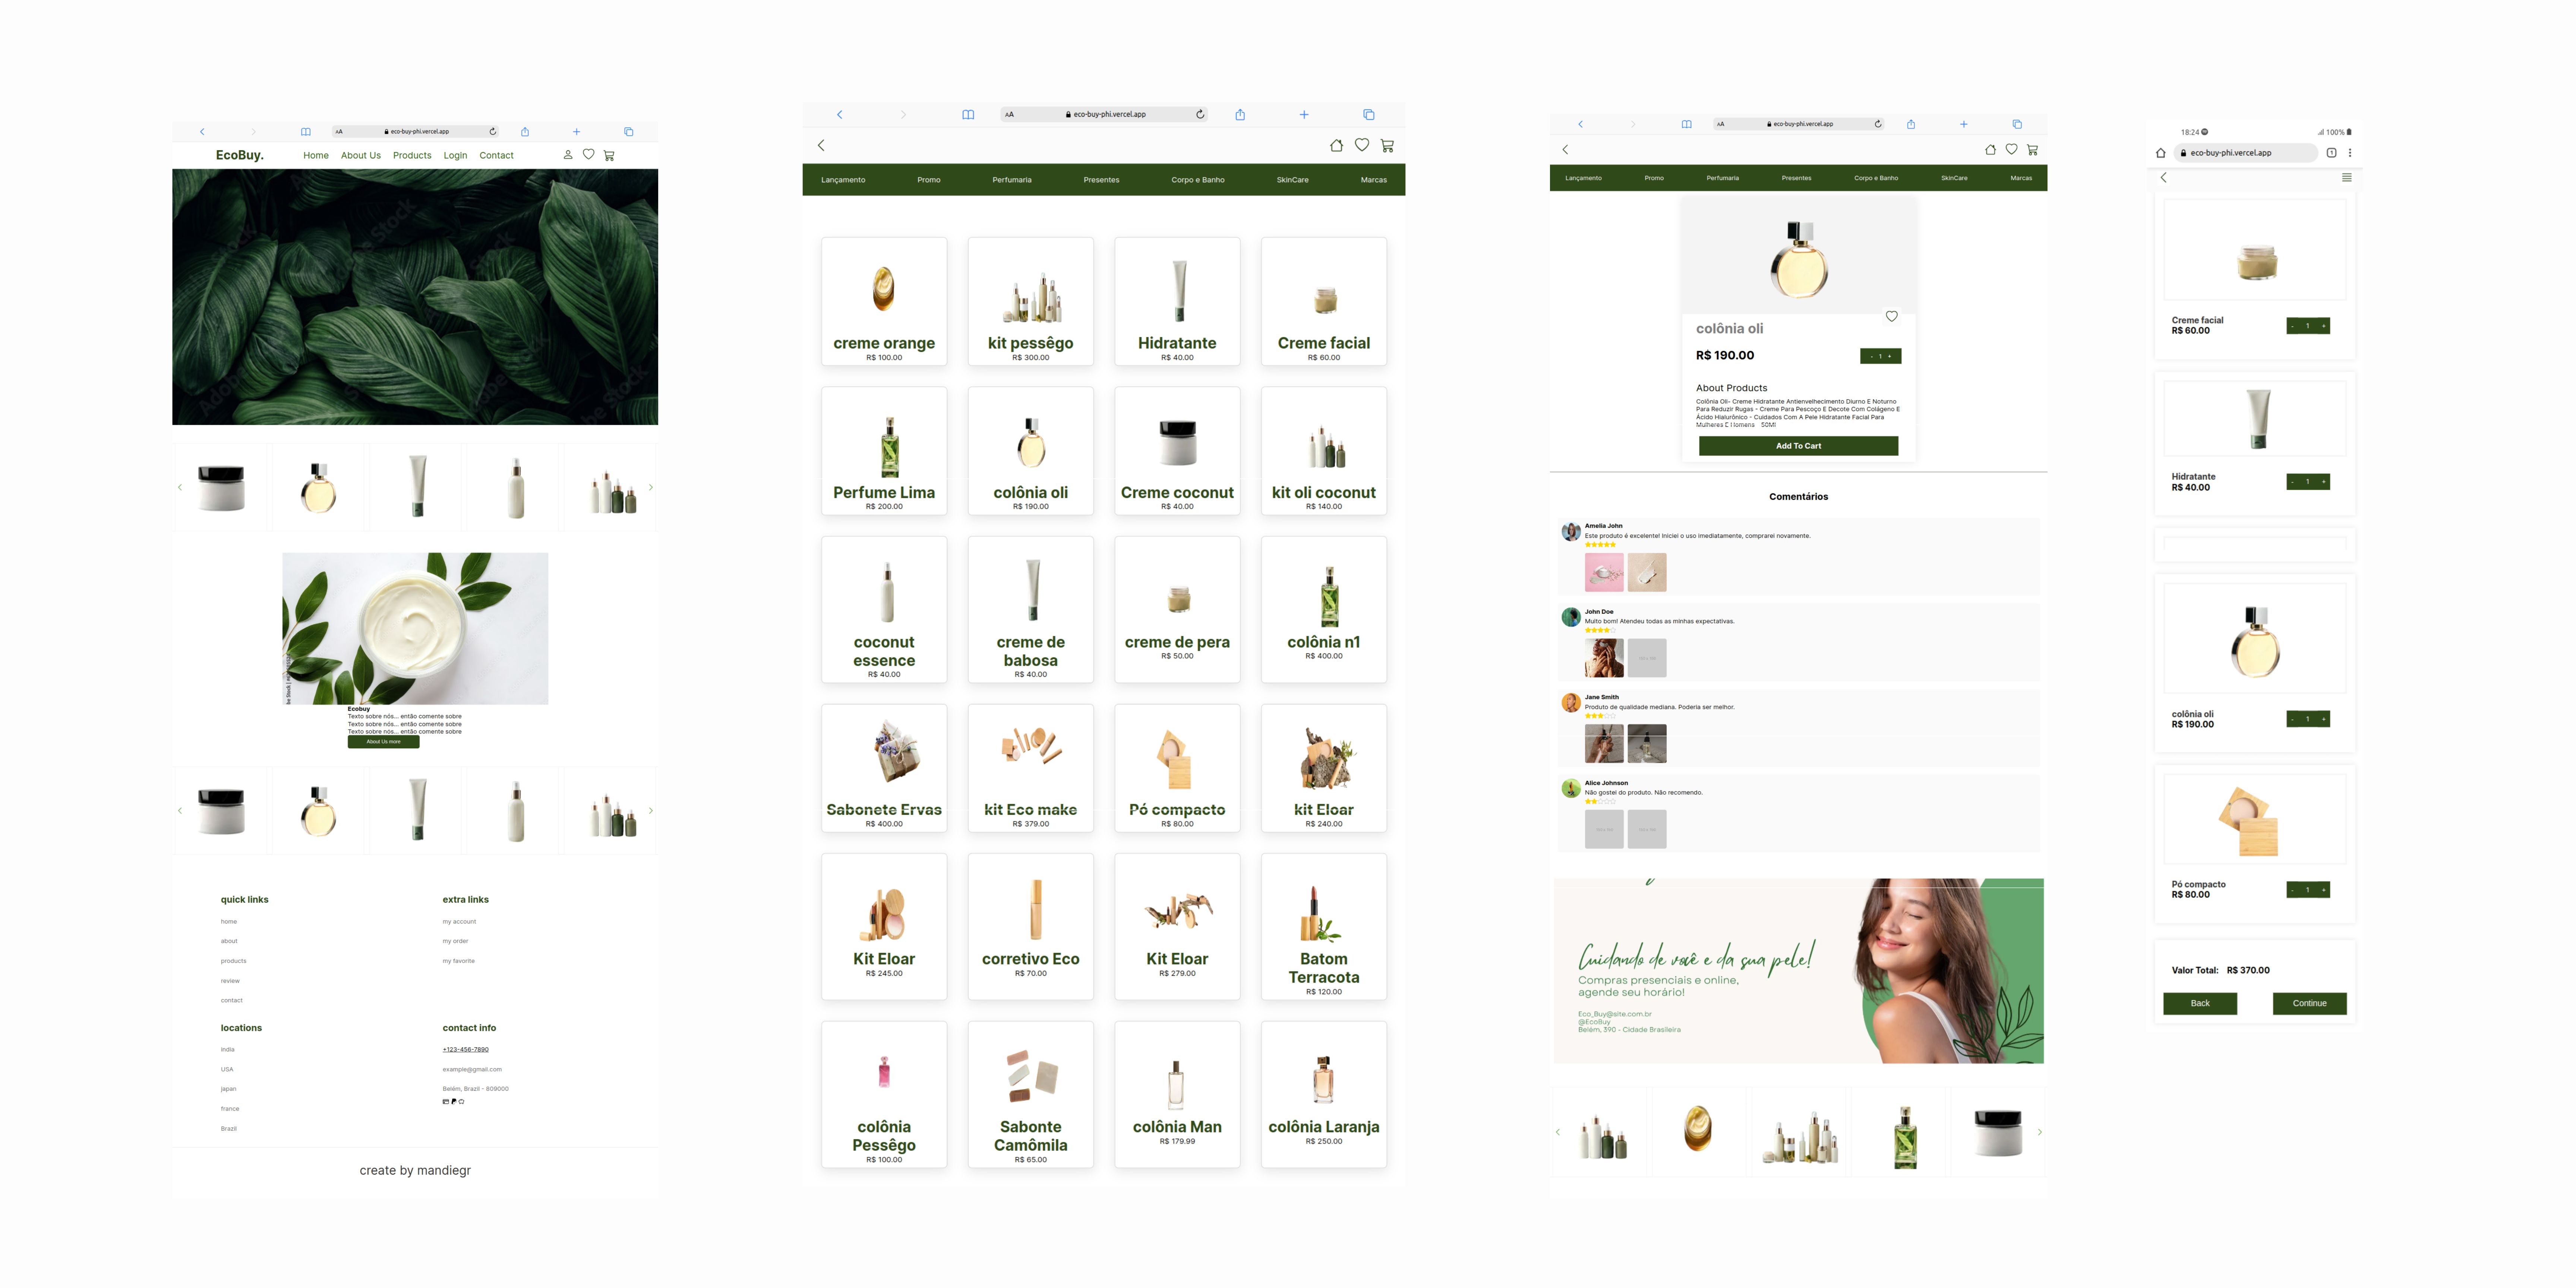 eco-buy-phi.vercel.app
EcoBuy.
Home About Us Products Login Contact
Adobe Stock
Ecobuy
Texto sobre nós... então comente sobre
Texto sobre nós... então comente sobre
Texto sobre nós... então comente sobre
About Us more
quick links
home
about
products
review
contact
extra links
my account
my order
my favorite
locations
india
USA
japan
france
Brazil
contact info
+123-456-7890
example@gmail.com
Belém, Brazil - 809000
create by mandiegr
AA eco-buy-phi.vercel.app
Lançamento Promo Perfumaria Presentes Corpo e Banho SkinCare Marcas
creme orange
R$ 100.00
kit pessêgo
R$ 300.00
Hidratante
R$ 40.00
Creme facial
R$ 60.00
Perfume Lima
R$ 200.00
colônia oli
R$ 190.00
Creme coconut
R$ 40.00
kit oli coconut
R$ 140.00
coconut
essence
R$ 40.00
creme de
babosa
R$ 40.00
creme de pera
R$ 50.00
colônia n1
R$ 400.00
Sabonete Ervas
R$ 400.00
kit Eco make
R$ 379.00
Pó compacto
R$ 80.00
kit Eloar
R$ 240.00
Kit Eloar
R$ 245.00
corretivo Eco
R$ 70.00
Kit Eloar
R$ 279.00
Batom
Terracota
R$ 120.00
colônia
Pessêgo
R$ 100.00
Sabonte
Camômila
R$ 65.00
colônia Man
R$ 179.99
colônia Laranja
R$ 250.00
AA eco-buy-phi.vercel.app
Lançamento Promo Perfumaria Presentes Corpo e Banho SkinCare Marcas
colônia oli
R$ 190.00
- 1 +
About Products
Colônia Oli- Creme Hidratante Antienvelhecimento Diurno E Noturno
Para Reduzir Rugas - Creme Para Pescoço E Decote Com Colágeno E
Ácido Hialurônico - Cuidados Com A Pele Hidratante Facial Para
Mulheres E Homens 50Ml
Add To Cart
Comentários
Amelia John
Este produto é excelente! Iniciei o uso imediatamente, comprarei novamente.
John Doe
Muito bom! Atendeu todas as minhas expectativas.
Jane Smith
Produto de qualidade mediana. Poderia ser melhor.
Alice Johnson
Não gostei do produto. Não recomendo.
Cuidando de você e da sua pele!
Compras presenciais e online,
agende seu horário!
Eco_Buy@site.com.br
@EcoBuy
Belém, 390 - Cidade Brasileira
18:24 100%
eco-buy-phi.vercel.app 1
Creme facial
R$ 60.00
- 1 +
Hidratante
R$ 40.00
- 1 +
colônia oli
R$ 190.00
- 1 +
Pó compacto
R$ 80.00
- 1 +
Valor Total: R$ 370.00
Back Continue